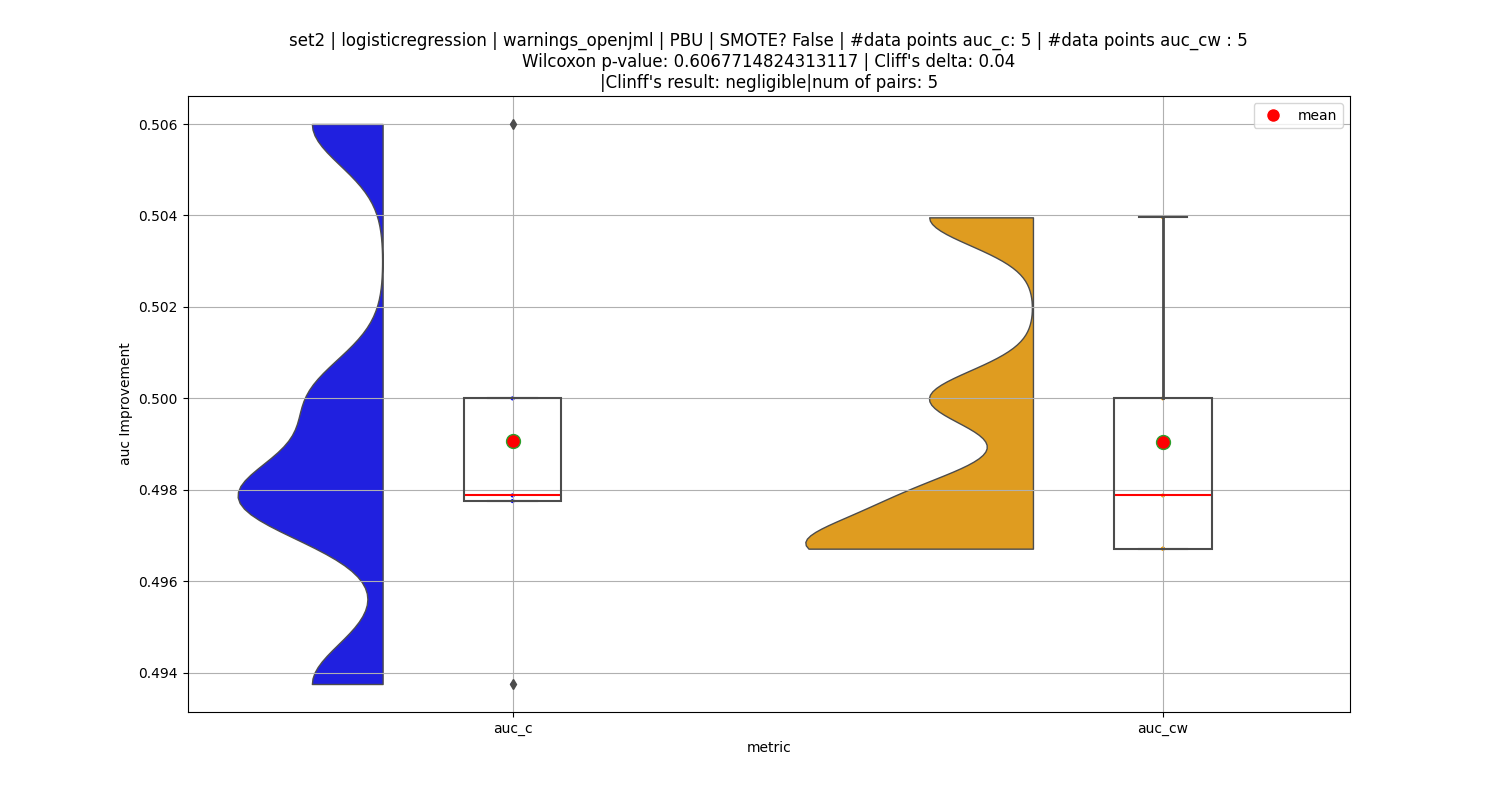 set2 | logisticregression | warnings_openjml | PBU | SMOTE? False | #data points auc_c: 5 | #data points auc_cw : 5
Wilcoxon p-value: 0.6067714824313117 | Cliff's delta: 0.04
|Clinff's result: negligible|num of pairs: 5
mean
0.506
0.504
0.502
0.500
0.498
0.496
0.494
auc Improvement
auc_c
auc_cw
metric